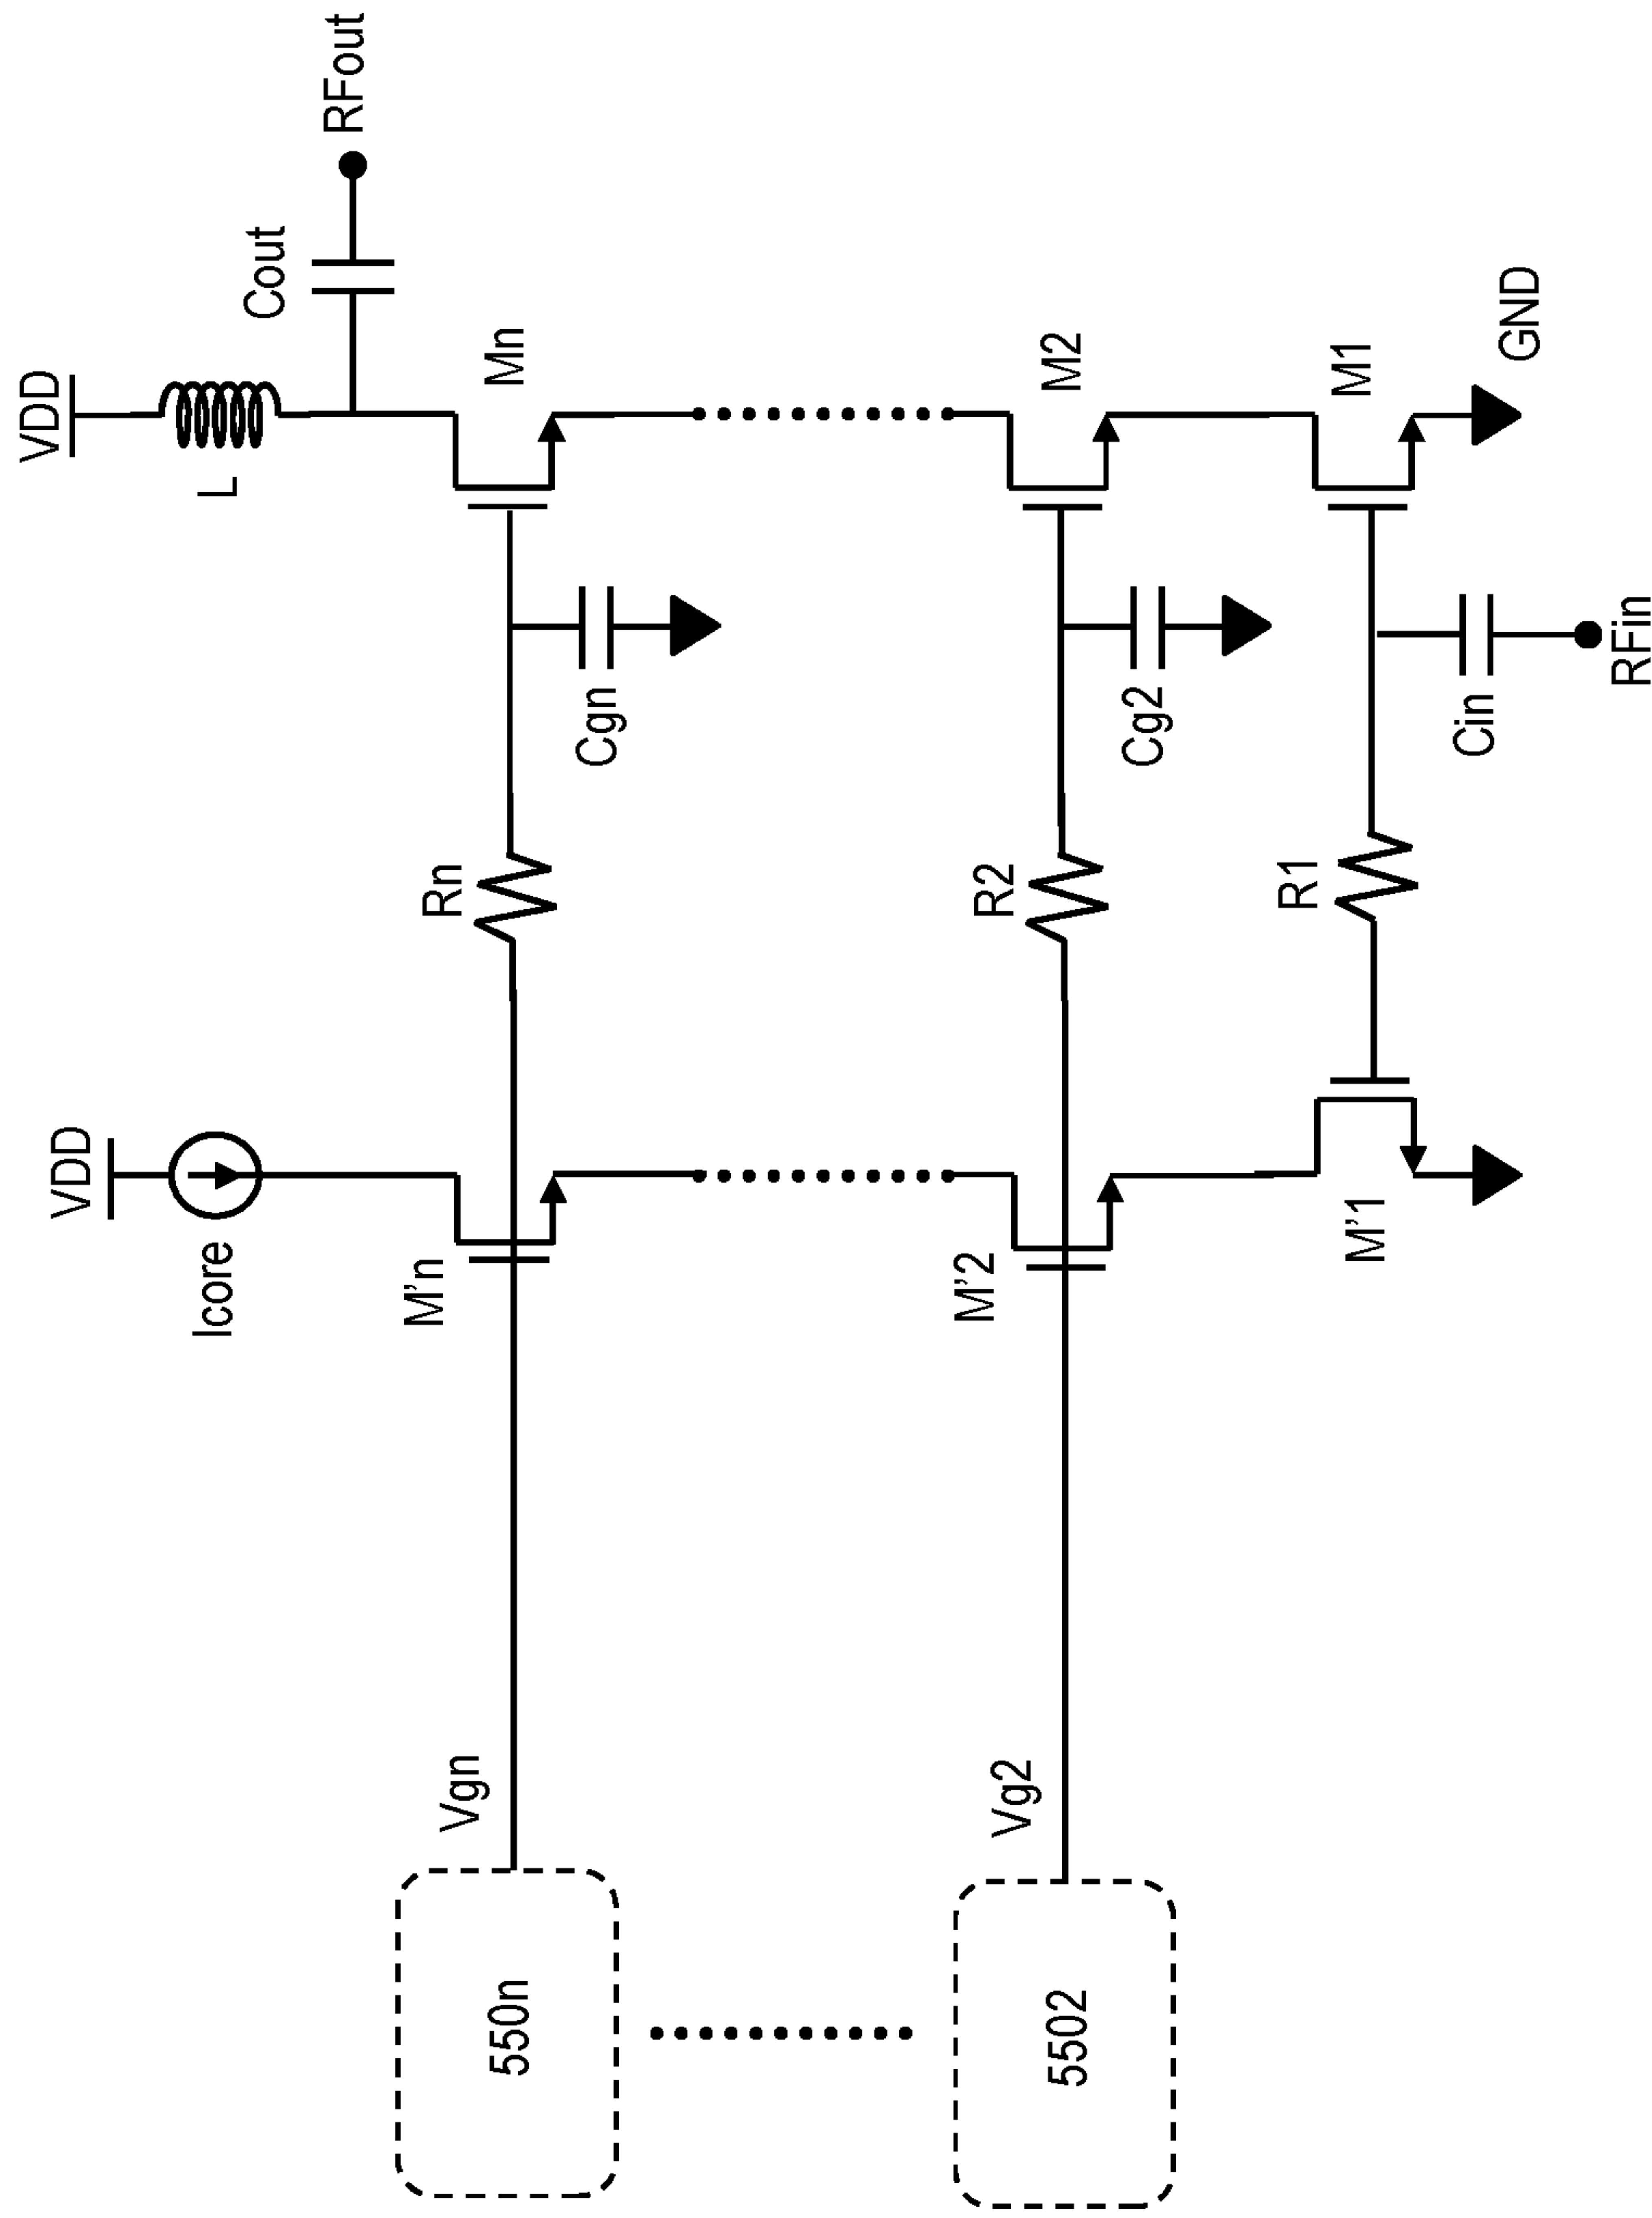 VDD
VDD
L
Cout
RFout
Icore
M'n
Rn
Mn
Cgn
Vgn
550n
M'2
R2
M2
Cg2
Vg2
5502
M'1
R1
M1
Cin
RFin
GND